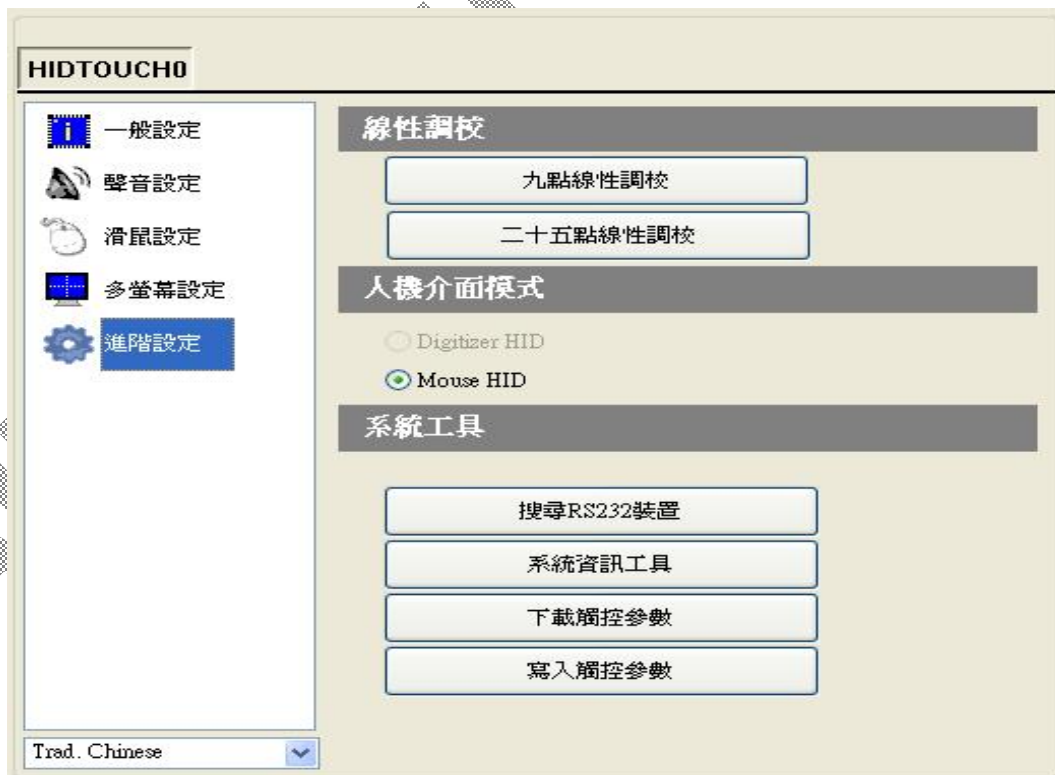 HIDTOUCH0
一般設定
聲音設定
滑鼠設定
多螢幕設定
進階設定
Trad. Chinese
線性調校
九點線性調校
二十五點線性調校
人機介面模式
Digitizer HID
Mouse HID
系統工具
搜尋RS232裝置
系統資訊工具
下載觸控參數
寫入觸控參數